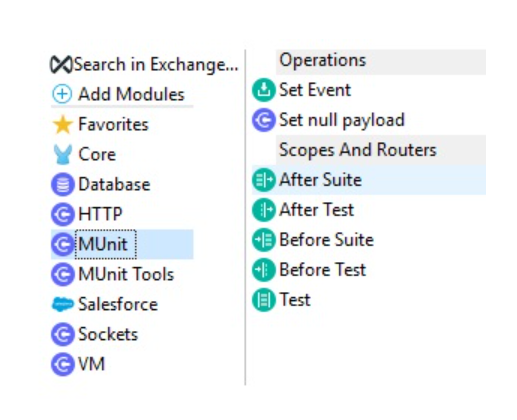 Search in Exchange...
Add Modules
Favorites
Core
Database
HTTP
MUnit
MUnit Tools
Salesforce
Sockets
VM
Operations
Set Event
Set null payload
Scopes And Routers
After Suite
After Test
Before Suite
Before Test
Test